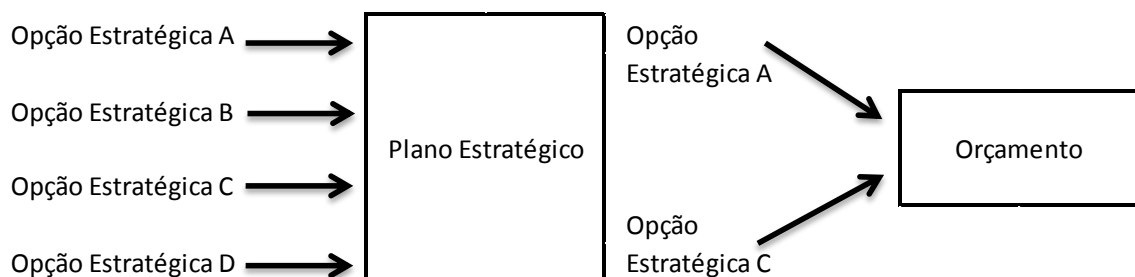 Opção Estratégica A
Opção Estratégica B
Opção Estratégica C
Opção Estratégica D
Plano Estratégico
Opção
Estratégica A
Opção
Estratégica C
Orçamento